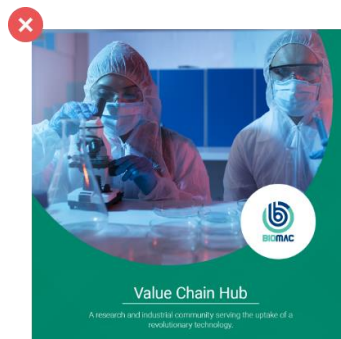 BIOMAC
Value Chain Hub
A research and industrial community serving the uptake of a
revolutionary technology.